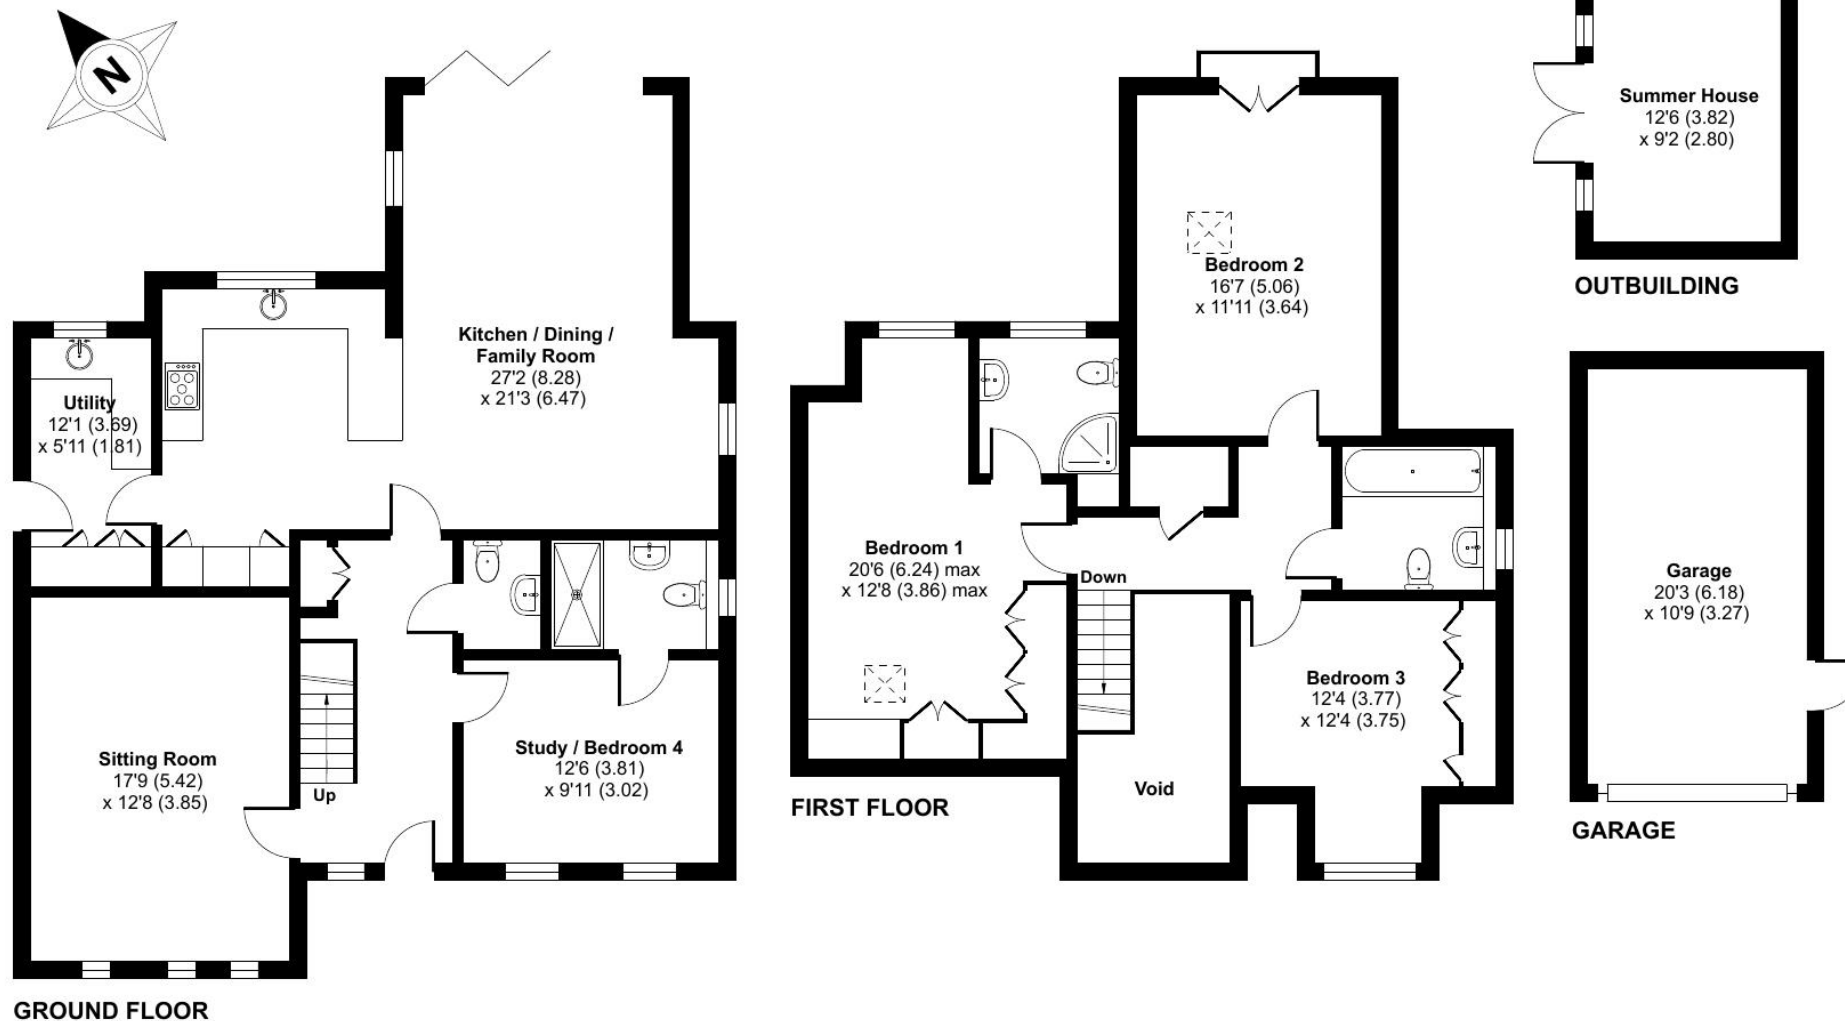 N
Kitchen / Dining /
Family Room
27'2 (8.28)
x 21'3 (6.47)
Utility
12'1 (3.69)
x 5'11 (1.81)
Sitting Room
17'9 (5.42)
x 12'8 (3.85)
Up
Study / Bedroom 4
12'6 (3.81)
x 9'11 (3.02)
GROUND FLOOR
Bedroom 2
16'7 (5.06)
x 11'11 (3.64)
Bedroom 1
20'6 (6.24) max
x 12'8 (3.86) max
Down
Bedroom 3
12'4 (3.77)
x 12'4 (3.75)
Void
FIRST FLOOR
Summer House
12'6 (3.82)
x 9'2 (2.80)
OUTBUILDING
Garage
20'3 (6.18)
x 10'9 (3.27)
GARAGE